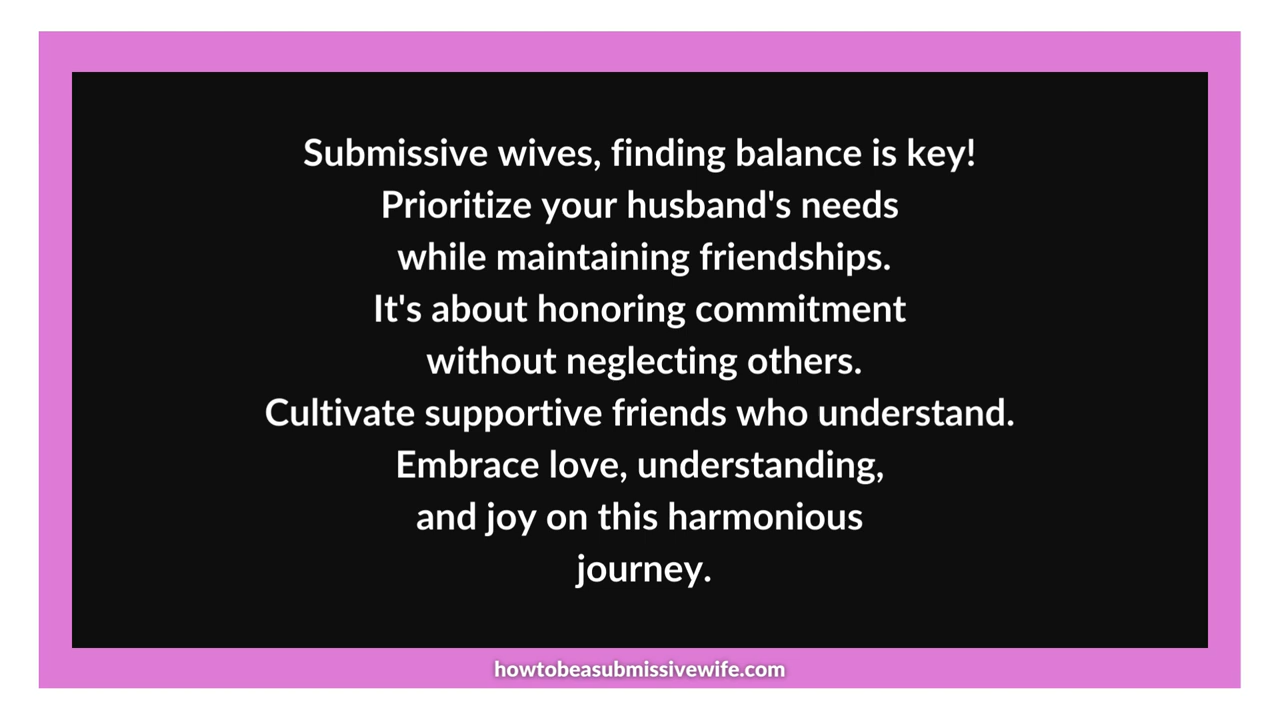 Submissive wives, finding balance is key!
Prioritize your husband's needs
while maintaining friendships.
It's about honoring commitment
without neglecting others.
Cultivate supportive friends who understand.
Embrace love, understanding,
and joy on this harmonious
journey.
howtobeasubmissivewife.com